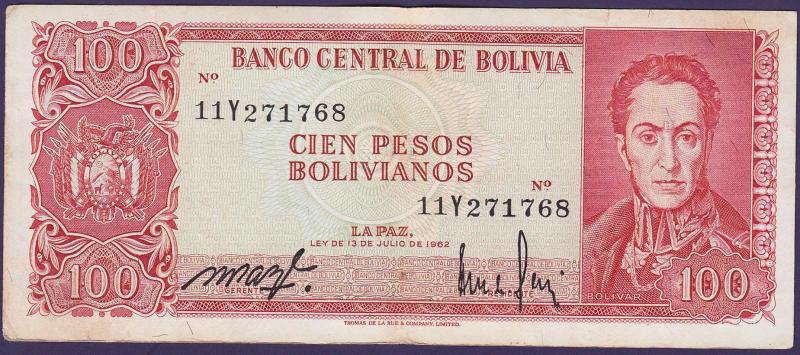 100
BANCO CENTRAL DE BOLIVIA
Nº
11Y271768
CIEN PESOS
BOLIVIANOS
Nº
11Y271768
LA PAZ,
LEY DE 13 DE JULIO DE 1962
GERENTE
BOLIVAR
100
100
THOMAS DE LA RUE & COMPANY, LIMITED.